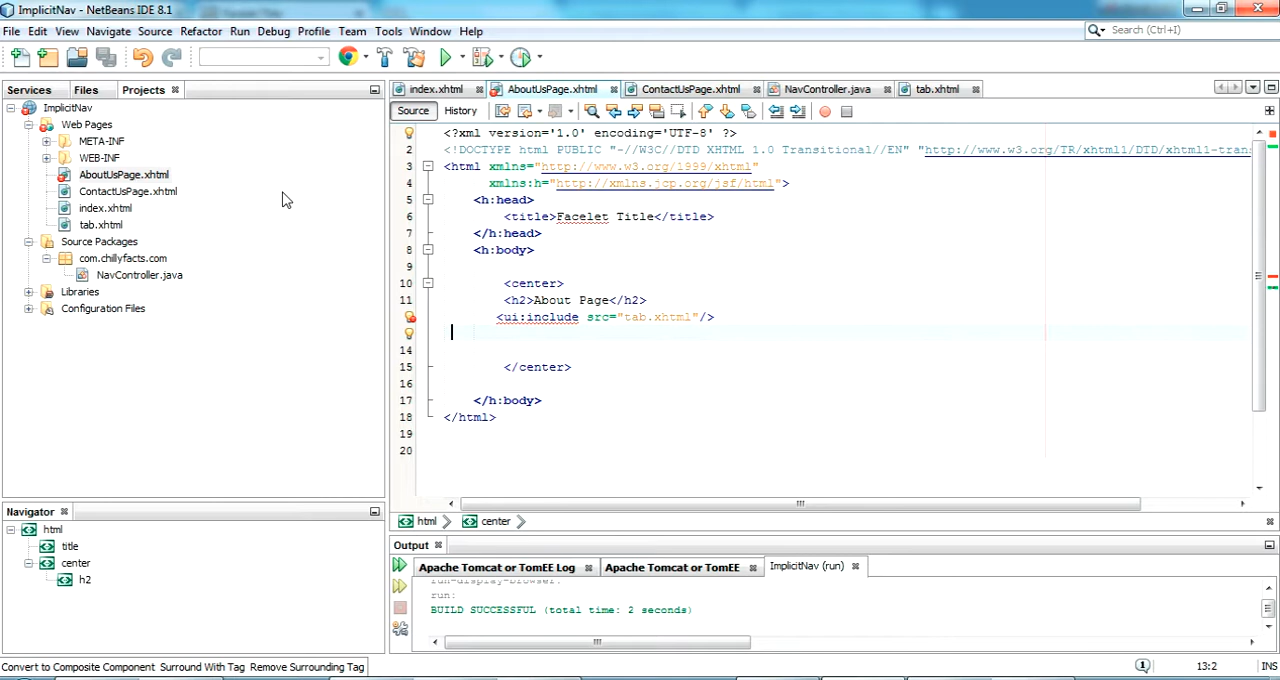 ImplicitNav - NetBeans IDE 8.1
File Edit View Navigate Source Refactor Run Debug Profile Team Tools Window Help
Search (Ctrl+I)
Services Files Projects
index.xhtml AboutUsPage.xhtml ContactUsPage.xhtml NavController.java tab.xhtml
Source History
ImplicitNav
Web Pages
META-INF
WEB-INF
AboutUsPage.xhtml
ContactUsPage.xhtml
index.xhtml
tab.xhtml
Source Packages
com.chillyfacts.com
NavController.java
Libraries
Configuration Files
<?xml version='1.0' encoding='UTF-8' ?>
2 <!DOCTYPE html PUBLIC "-//W3C//DTD XHTML 1.0 Transitional//EN" "http://www.w3.org/TR/xhtml1/DTD/xhtml1-tran
3 <html xmlns="http://www.w3.org/1999/xhtml"
4 xmlns:h="http://xmlns.jcp.org/jsf/html">
5 <h:head>
6 <title>Facelet Title</title>
7 </h:head>
8 <h:body>
9
10 <center>
11 <h2>About Page</h2>
<ui:include src="tab.xhtml"/>
14
15 </center>
16
17 </h:body>
18 </html>
19
20
html center
Navigator
html
title
center
h2
Output
Apache Tomcat or TomEE Log Apache Tomcat or TomEE ImplicitNav (run)
run-display-browser:
run:
BUILD SUCCESSFUL (total time: 2 seconds)
Convert to Composite Component Surround With Tag Remove Surrounding Tag
1 13:2 INS